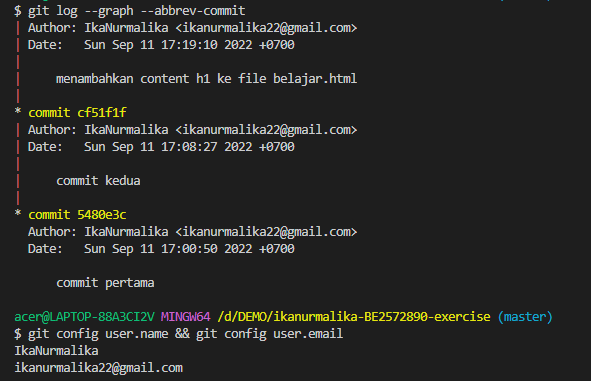 $ git log --graph --abbrev-commit
| Author: IkaNurmalika <ikanurmalika22@gmail.com>
| Date:   Sun Sep 11 17:19:10 2022 +0700
|
|     menambahkan content h1 ke file belajar.html
|
* commit cf51f1f
| Author: IkaNurmalika <ikanurmalika22@gmail.com>
| Date:   Sun Sep 11 17:08:27 2022 +0700
|
|     commit kedua
|
* commit 5480e3c
  Author: IkaNurmalika <ikanurmalika22@gmail.com>
  Date:   Sun Sep 11 17:00:50 2022 +0700

      commit pertama

acer@LAPTOP-88A3CI2V MINGW64 /d/DEMO/ikanurmalika-BE2572890-exercise (master)
$ git config user.name && git config user.email
IkaNurmalika
ikanurmalika22@gmail.com